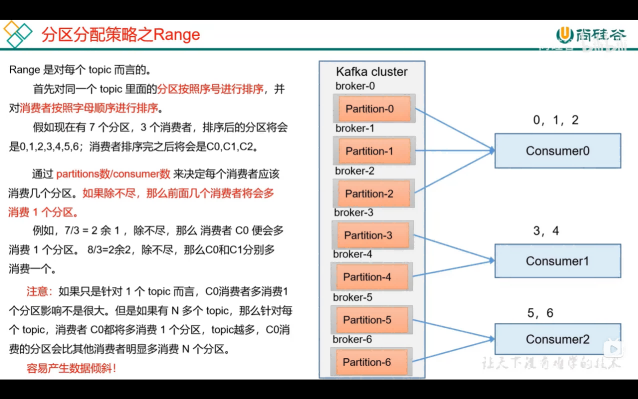 分区分配策略之Range
尚硅谷
Range 是对每个 topic 而言的。
首先对同一个 topic 里面的分区按照序号进行排序，并
对消费者按照字母顺序进行排序。
假如现在有 7 个分区，3 个消费者，排序后的分区将会
是0,1,2,3,4,5,6；消费者排序完之后将会是C0,C1,C2。
通过 partitions数/consumer数 来决定每个消费者应该
消费几个分区。如果除不尽，那么前面几个消费者将会多
消费 1 个分区。
例如，7/3 = 2 余 1 ，除不尽，那么 消费者 C0 便会多
消费 1 个分区。 8/3=2余2，除不尽，那么C0和C1分别多
消费一个。
注意：如果只是针对 1 个 topic 而言，C0消费者多消费1
个分区影响不是很大。但是如果有 N 多个 topic，那么针对每
个 topic，消费者 C0都将多消费 1 个分区，topic越多，C0消
费的分区会比其他消费者明显多消费 N 个分区。
容易产生数据倾斜！
Kafka cluster
broker-0
Partition-0
broker-1
Partition-1
broker-2
Partition-2
broker-3
Partition-3
broker-4
Partition-4
broker-5
Partition-5
broker-6
Partition-6
0，1，2
Consumer0
3，4
Consumer1
5，6
Consumer2
让天下没有难学的技术